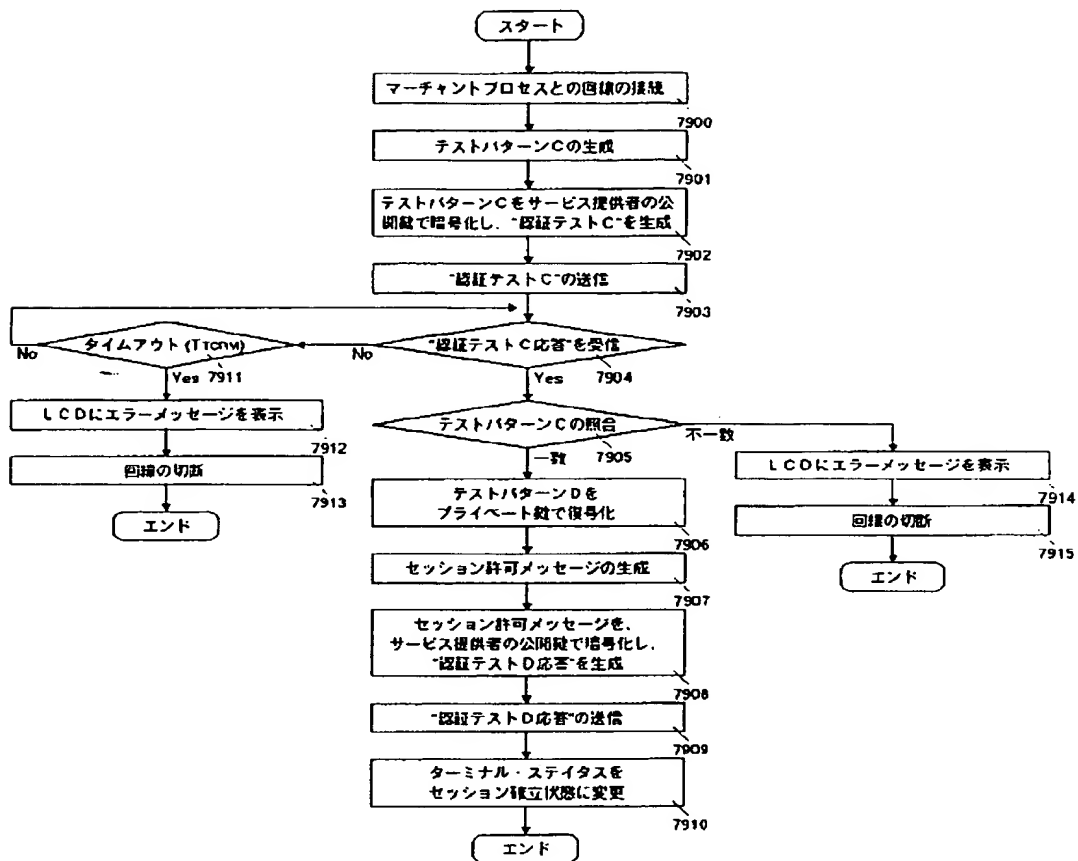 スタート
マーチャントプロセスとの回線の接続
7900
テストパターンCの生成
7901
テストパターンCをサービス提供者の公
開鍵で暗号化し、"認証テストC"を生成
7902
"認証テストC"の送信
7903
"認証テストC応答"を受信
7904
No
Yes
タイムアウト
7911
No
Yes
LCDにエラーメッセージを表示
7912
回線の切断
7913
エンド
テストパターンCの照合
7905
一致
不一致
LCDにエラーメッセージを表示
7914
回線の切断
7915
エンド
テストパターンDを
プライベート鍵で復号化
7906
セッション許可メッセージの生成
7907
セッション許可メッセージを、
サービス提供者の公開鍵で暗号化し、
"認証テストD応答"を生成
7908
"認証テストD応答"の送信
7909
ターミナル・ステイタスを
セッション確立状態に変更
7910
エンド